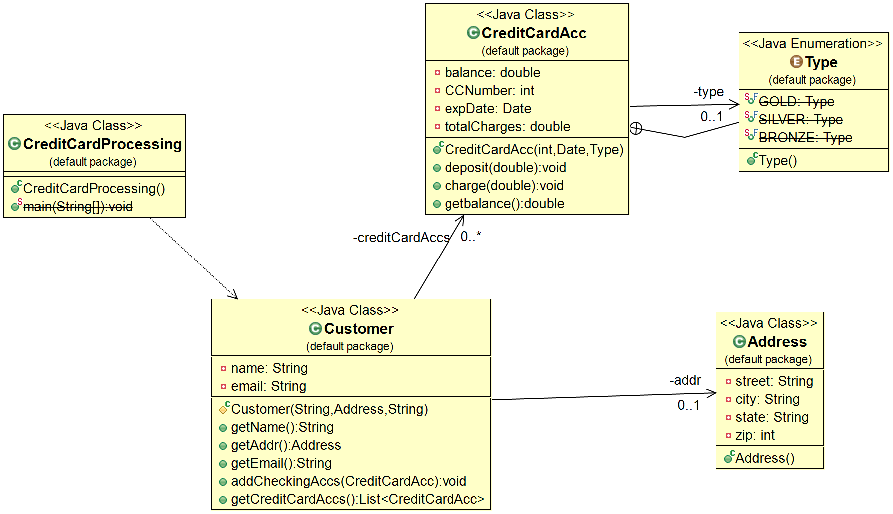 <<Java Class>>
CreditCardAcc
(default package)
balance: double
CCNumber: int
expDate: Date
totalCharges: double
CreditCardAcc(int,Date,Type)
deposit(double):void
charge(double):void
getbalance():double
-type
0..1
<<Java Enumeration>>
Type
(default package)
GOLD: Type
SILVER: Type
BRONZE: Type
Type()
<<Java Class>>
CreditCardProcessing
(default package)
CreditCardProcessing()
main(String[]):void
-creditCardAccs
0..*
<<Java Class>>
Customer
(default package)
name: String
email: String
Customer(String,Address,String)
getName():String
getAddr():Address
getEmail():String
addCheckingAccs(CreditCardAcc):void
getCreditCardAccs():List<CreditCardAcc>
-addr
0..1
<<Java Class>>
Address
(default package)
street: String
city: String
state: String
zip: int
Address()